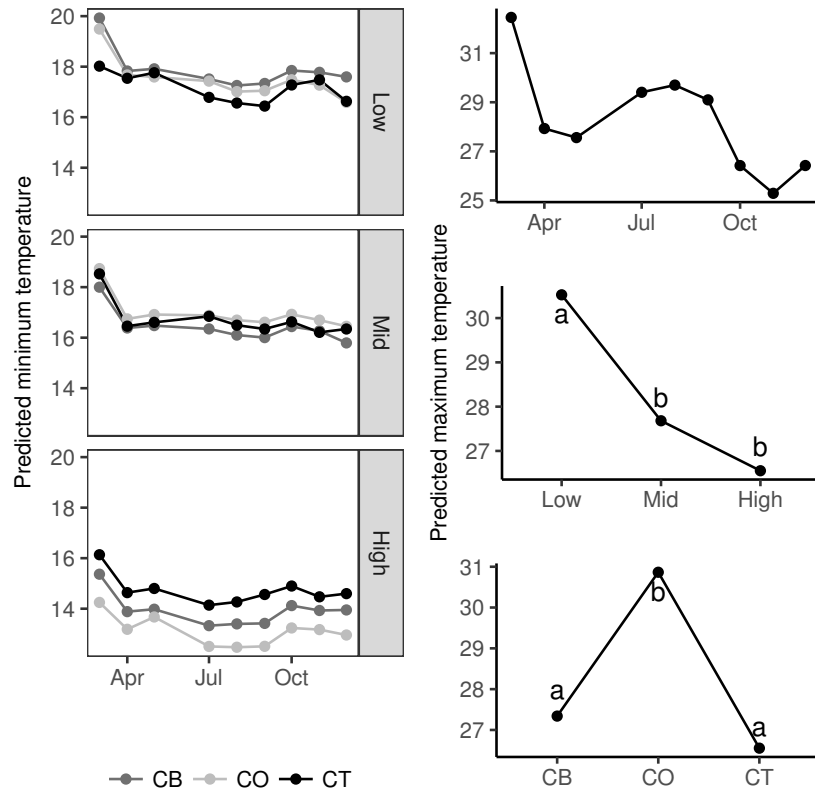 Predicted minimum temperature
20
18
16
14
Low
20
18
16
14
Mid
20
18
16
14
High
Apr Jul Oct
CB CO CT
Predicted maximum temperature
31
29
27
25
Apr Jul Oct
30
29
28
27
a
b
b
Low Mid High
31
30
29
28
27
a
b
a
CB CO CT